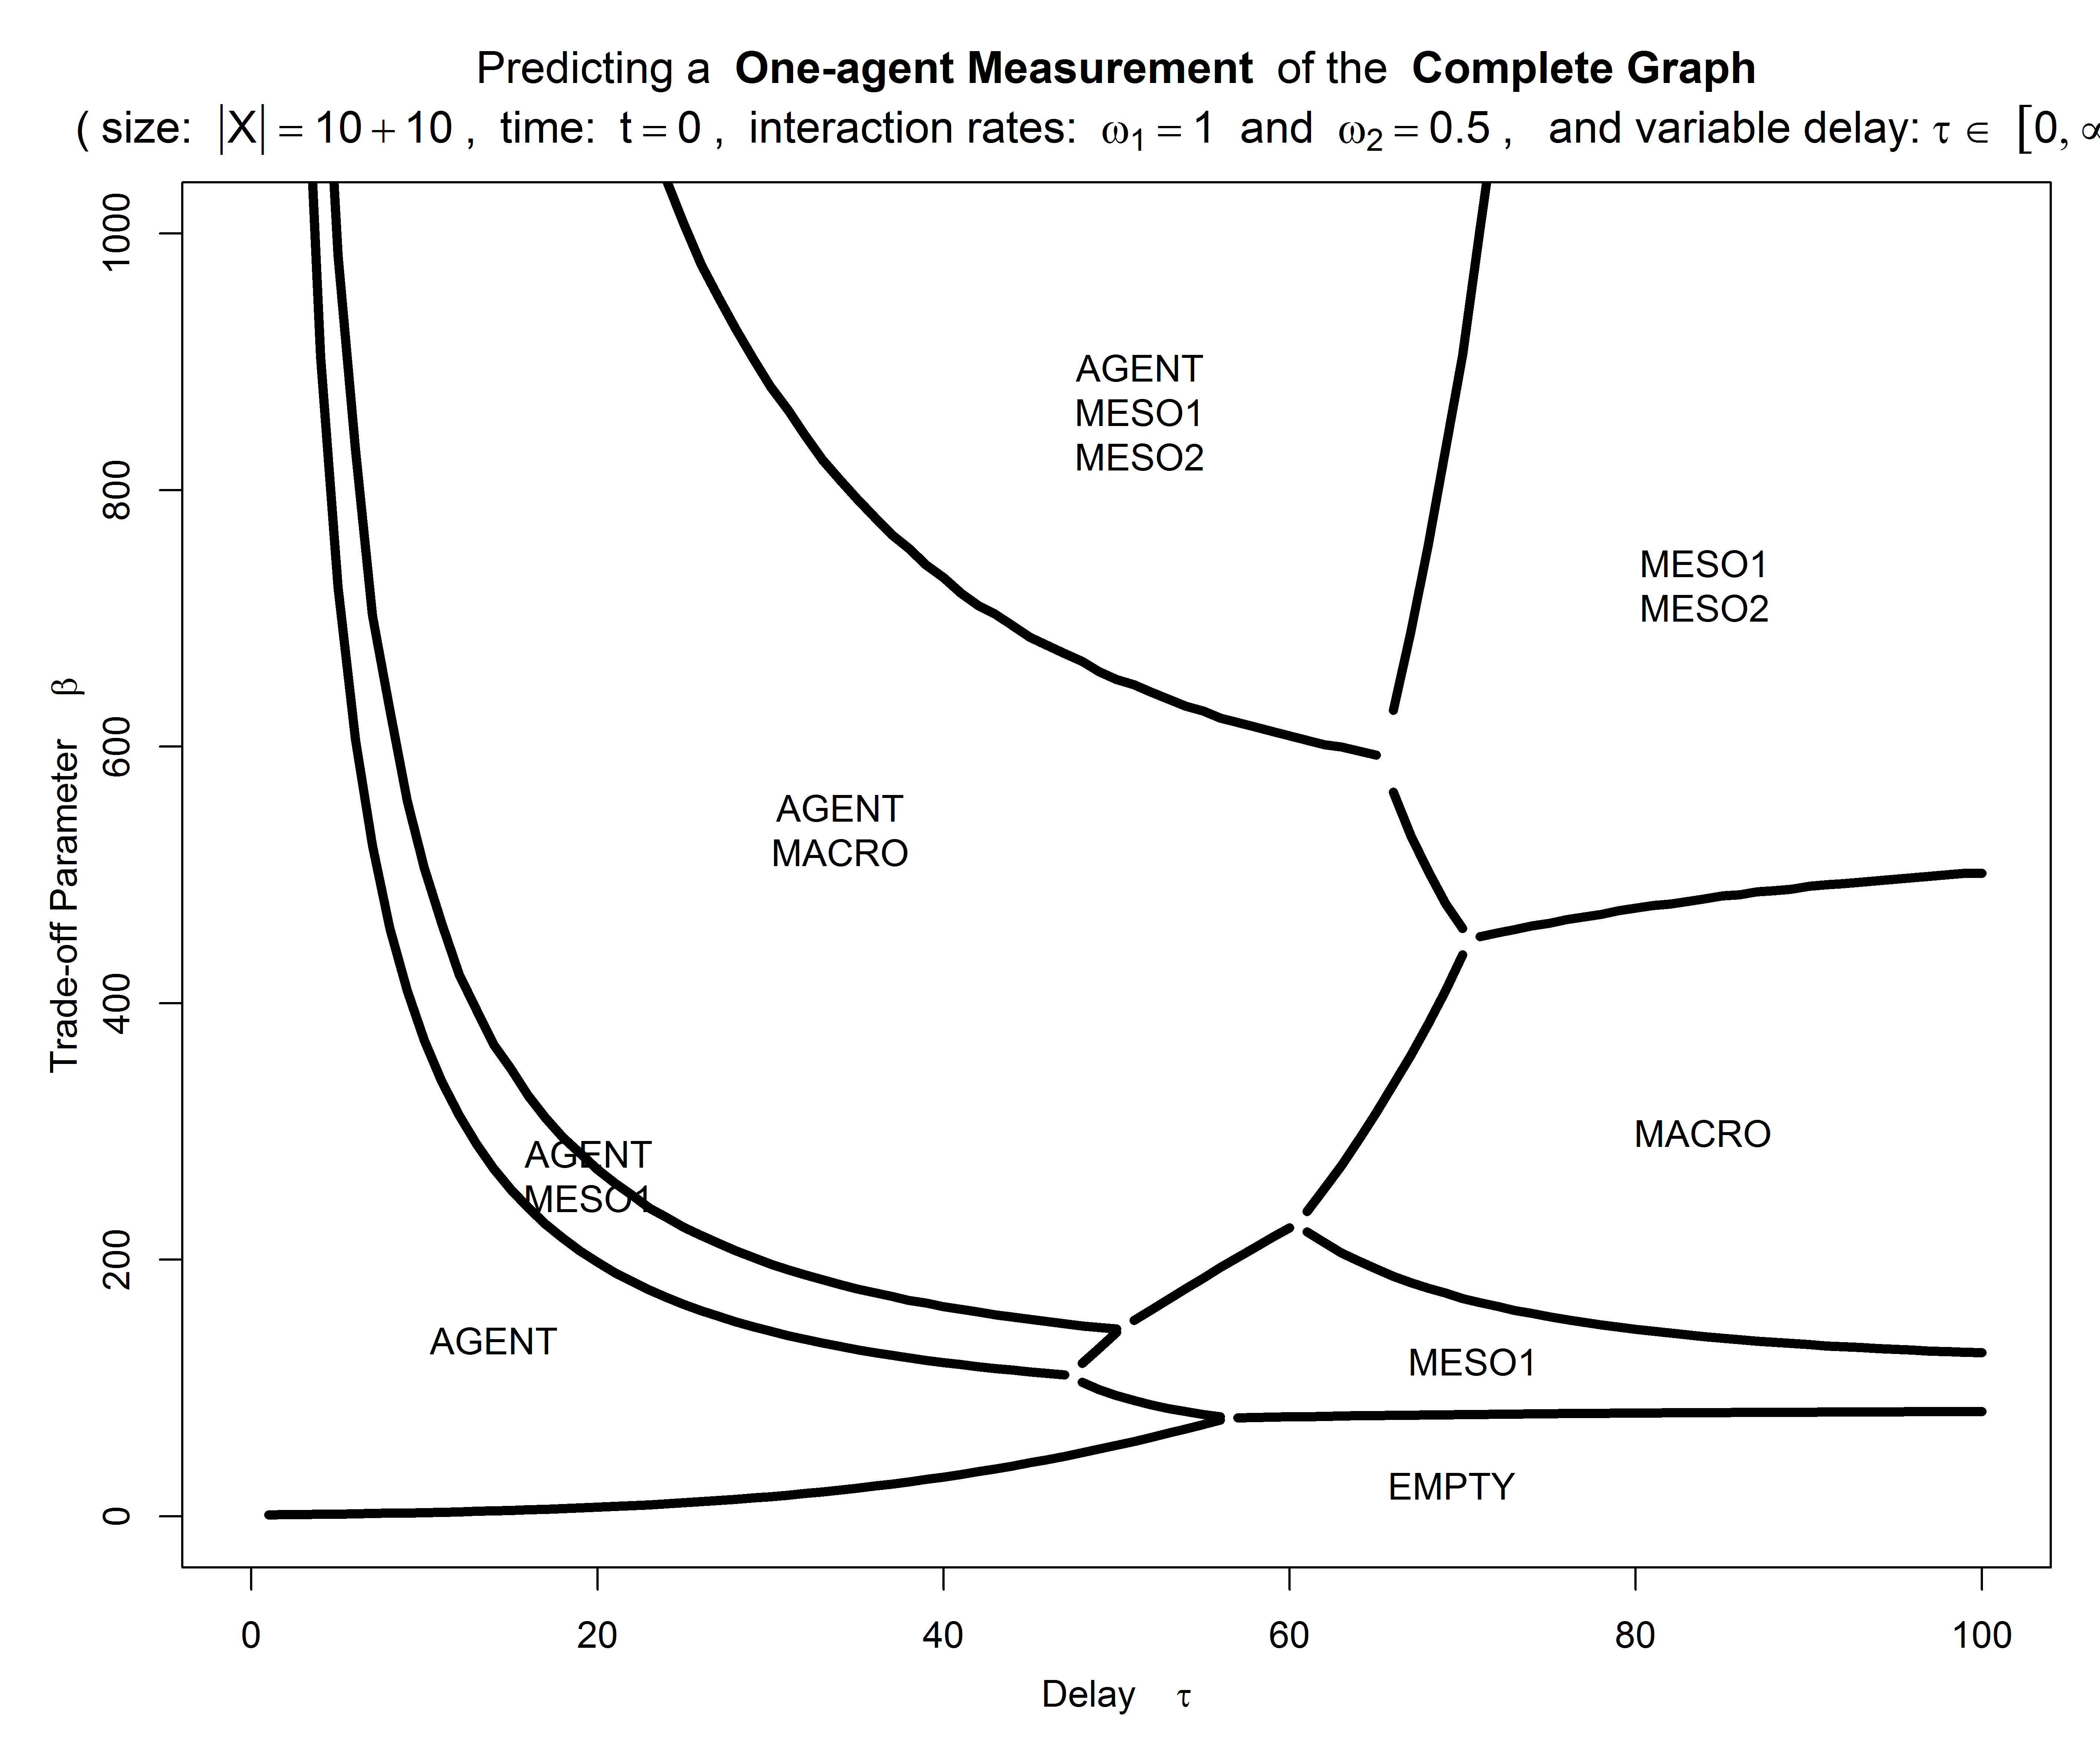 Predicting a One-agent Measurement of the Complete Graph
( size: |X| = 10 + 10 , time: t = 0 , interaction rates: ω₁ = 1 and ω₂ = 0.5 , and variable delay: τ ∈ [0, ∞
1000
800
600
400
200
0
Trade-off Parameter β
AGENT
MESO1
MESO2
MESO1
MESO2
AGENT
MACRO
MACRO
AGENT
MESO1
AGENT
MESO1
EMPTY
0 20 40 60 80 100
Delay τ